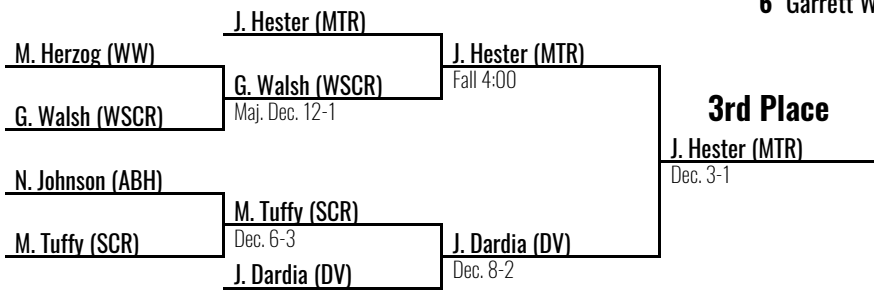 6 Garrett W
J. Hester (MTR)
M. Herzog (WW)
J. Hester (MTR)
Fall 4:00
G. Walsh (WSCR)
Maj. Dec. 12-1
G. Walsh (WSCR)
3rd Place
J. Hester (MTR)
Dec. 3-1
N. Johnson (ABH)
M. Tuffy (SCR)
Dec. 6-3
M. Tuffy (SCR)
J. Dardia (DV)
Dec. 8-2
J. Dardia (DV)